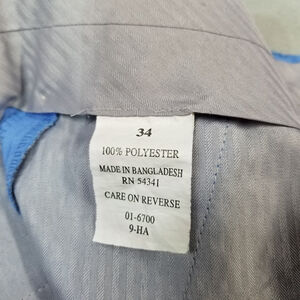 34
100% POLYESTER
MADE IN BANGLADESH
RN 54341
CARE ON REVERSE
01-6700
9-HA